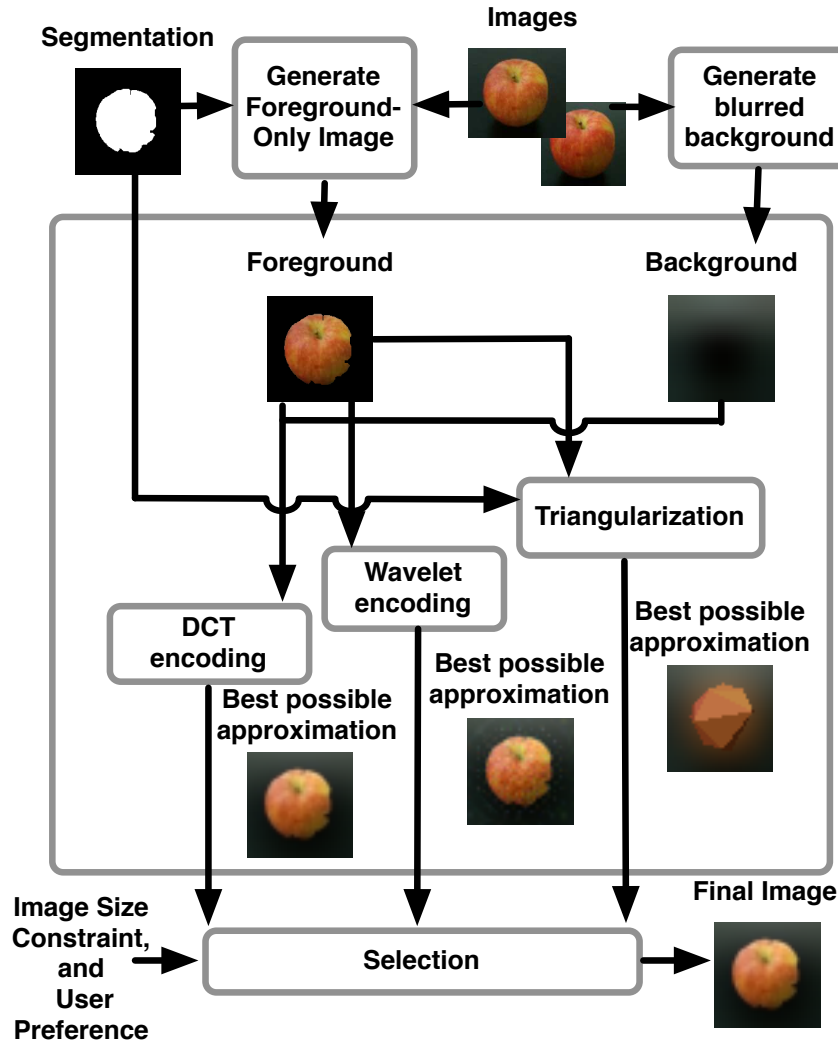 Images
Segmentation
Generate
Foreground-
Only Image
Generate
blurred
background
Foreground
Background
Triangularization
Wavelet
encoding
DCT
encoding
Best possible
approximation
Best possible
approximation
Best possible
approximation
Final Image
Image Size
Constraint,
and
User
Preference
Selection